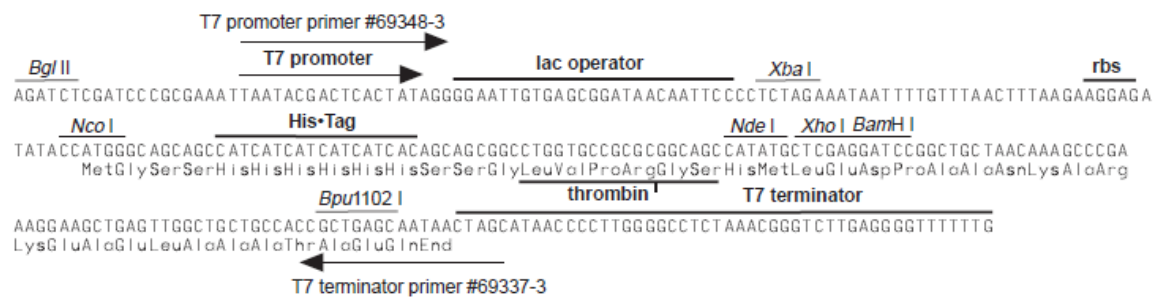 T7 promoter primer #69348-3
Bgl II T7 promoter lac operator Xba I rbs
AGATCTCGATCCCGCGAAATTAATACGACTCACTATAGGGGAATTGTGAGCGGATAACAATTCCCCTCTAGAAATAATTTTGTTTAACTTTAAGAAGGAGA
Nco I His•Tag Nde I Xho I BamH I
TATACCATGGGCAGCAGCCATCATCATCATCATCACAGCAGCGGCCTGGTGCCGCGCGGCAGCCATATGCTCGAGGATCCGGCTGCTAACAAAGCCCGA
MetGlySerSerHisHisHisHisHisHisSerSerGlyLeuValProArgGlySerHisMetLeuGluAspProAlaAlaAsnLysAlaArg
thrombin T7 terminator
Bpu1102 I
AAGGAAGCTGAGTTGGCTGCTGCCACCGCTGAGCAATAACTAGCATAACCCCTTGGGGCCTCTAAACGGGTCTTGAGGGGTTTTTTG
LysGluAlaGluLeuAlaAlaAlaThrAlaGluGlnEnd
T7 terminator primer #69337-3